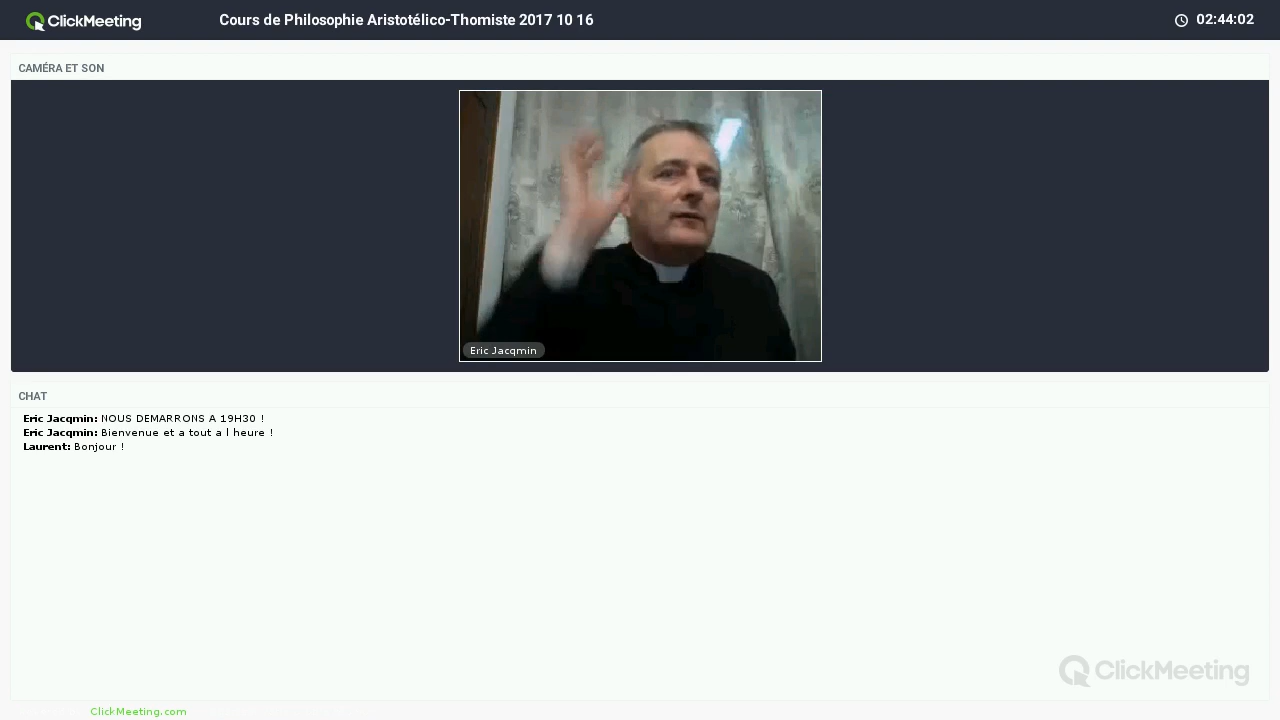 ClickMeeting
Cours de Philosophie Aristotélico-Thomiste 2017 10 16
02:44:02
CAMÉRA ET SON
Eric Jacqmin
CHAT
Eric Jacqmin: NOUS DEMARRONS A 19H30 !
Eric Jacqmin: Bienvenue et a tout a l heure !
Laurent: Bonjour !
ClickMeeting
ClickMeeting.com